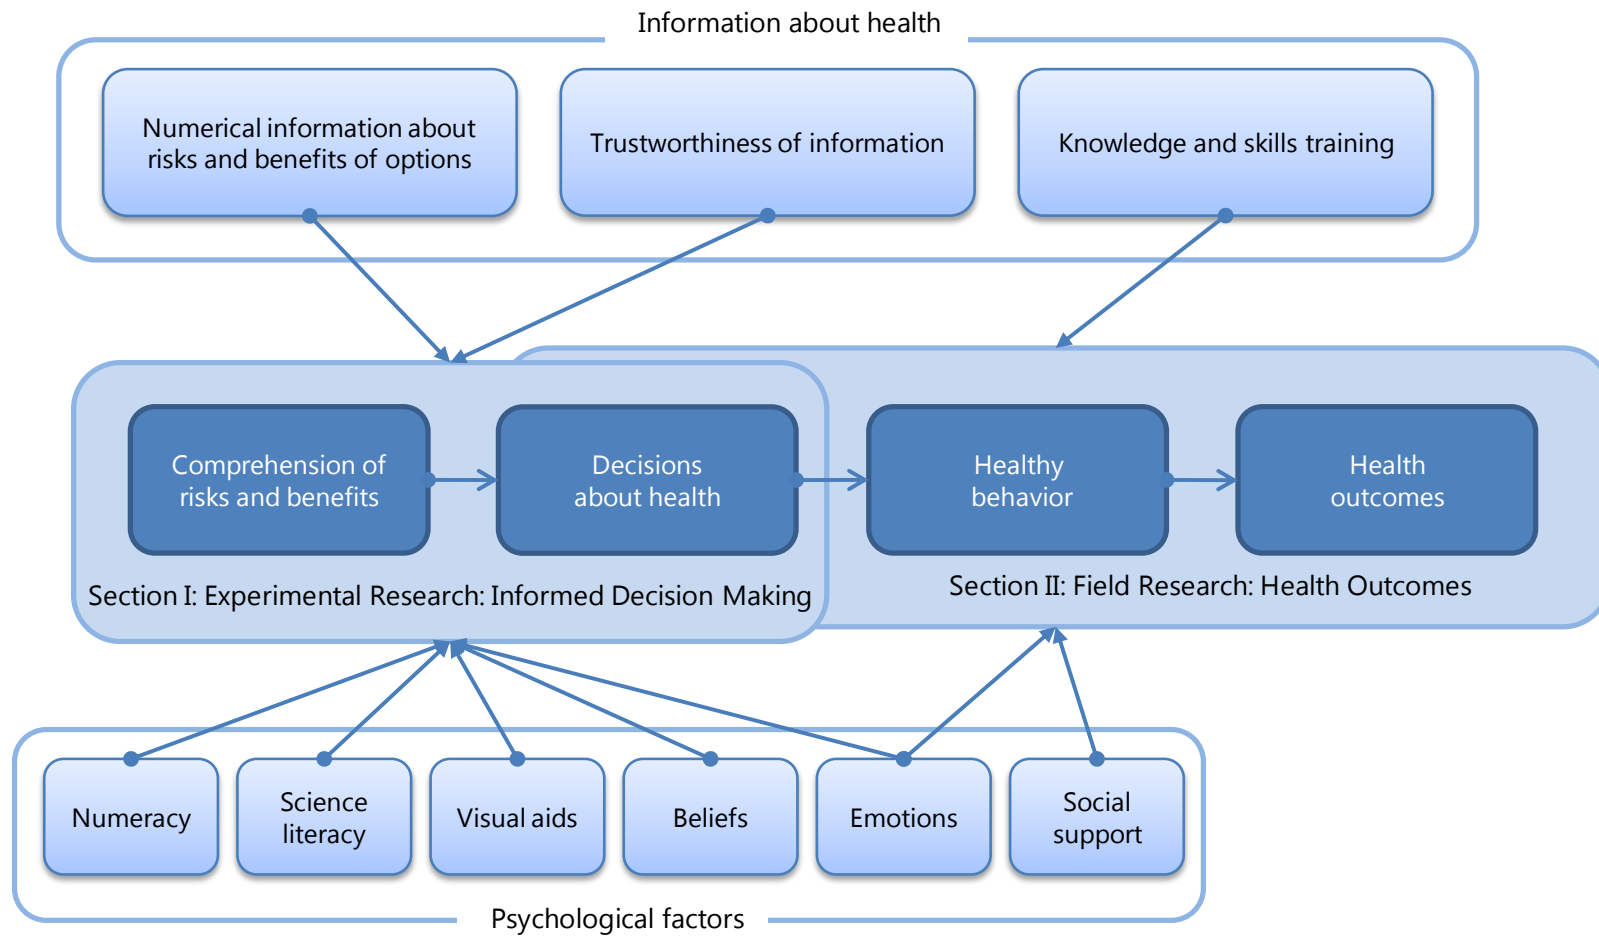 Information about health
Numerical information about
risks and benefits of options
Trustworthiness of information
Knowledge and skills training
Comprehension of
risks and benefits
Decisions
about health
Healthy
behavior
Health
outcomes
Section I: Experimental Research: Informed Decision Making
Section II: Field Research: Health Outcomes
Numeracy
Science
literacy
Visual aids
Beliefs
Emotions
Social
support
Psychological factors